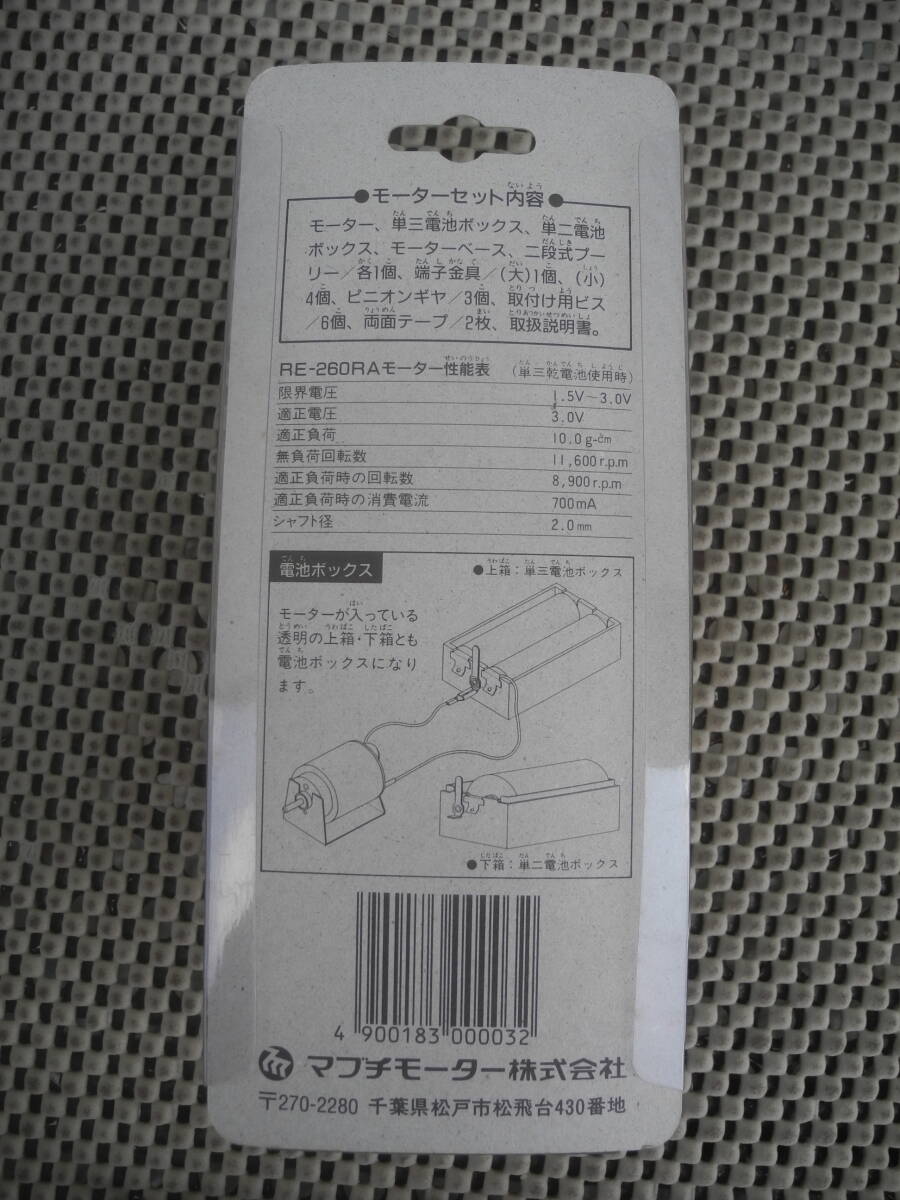 ●モーターセット内容●
モーター、単三電池ボックス、単二電池
ボックス、モーターベース、二段式プー
リー/各1個、端子金具/(大)1個、(小)
4個、ピニオンギヤ/3個、取付け用ビス
/6個、両面テープ/2枚、取扱説明書。
RE-260RAモーター性能表 (単三乾電池使用時)
限界電圧 1.5V~3.0V
適正電圧 3.0V
適正負荷 10.0g-cm
無負荷回転数 11,600r.p.m
適正負荷時の回転数 8,900r.p.m
適正負荷時の消費電流 700mA
シャフト径 2.0mm
電池ボックス
●上箱:単三電池ボックス
モーターが入っている
透明の上箱・下箱とも
電池ボックスになり
ます。
●下箱:単二電池ボックス
4 900183 000032
マブチモーター株式会社
〒270-2280 千葉県松戸市松飛台430番地